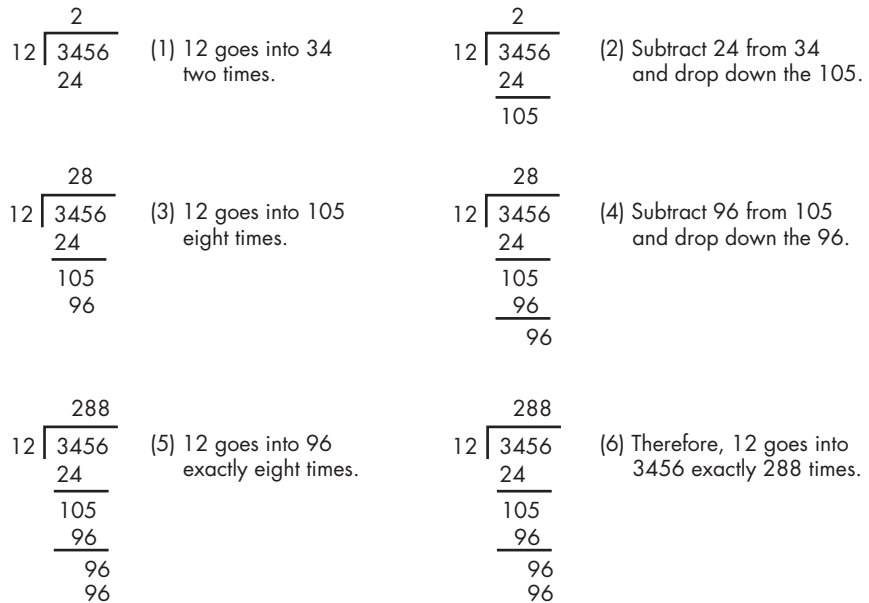 2
12 3456
24
(1) 12 goes into 34
two times.
2
12 3456
24
105
(2) Subtract 24 from 34
and drop down the 105.
28
12 3456
24
105
96
(3) 12 goes into 105
eight times.
28
12 3456
24
105
96
96
(4) Subtract 96 from 105
and drop down the 96.
288
12 3456
24
105
96
96
96
(5) 12 goes into 96
exactly eight times.
288
12 3456
24
105
96
96
96
(6) Therefore, 12 goes into
3456 exactly 288 times.